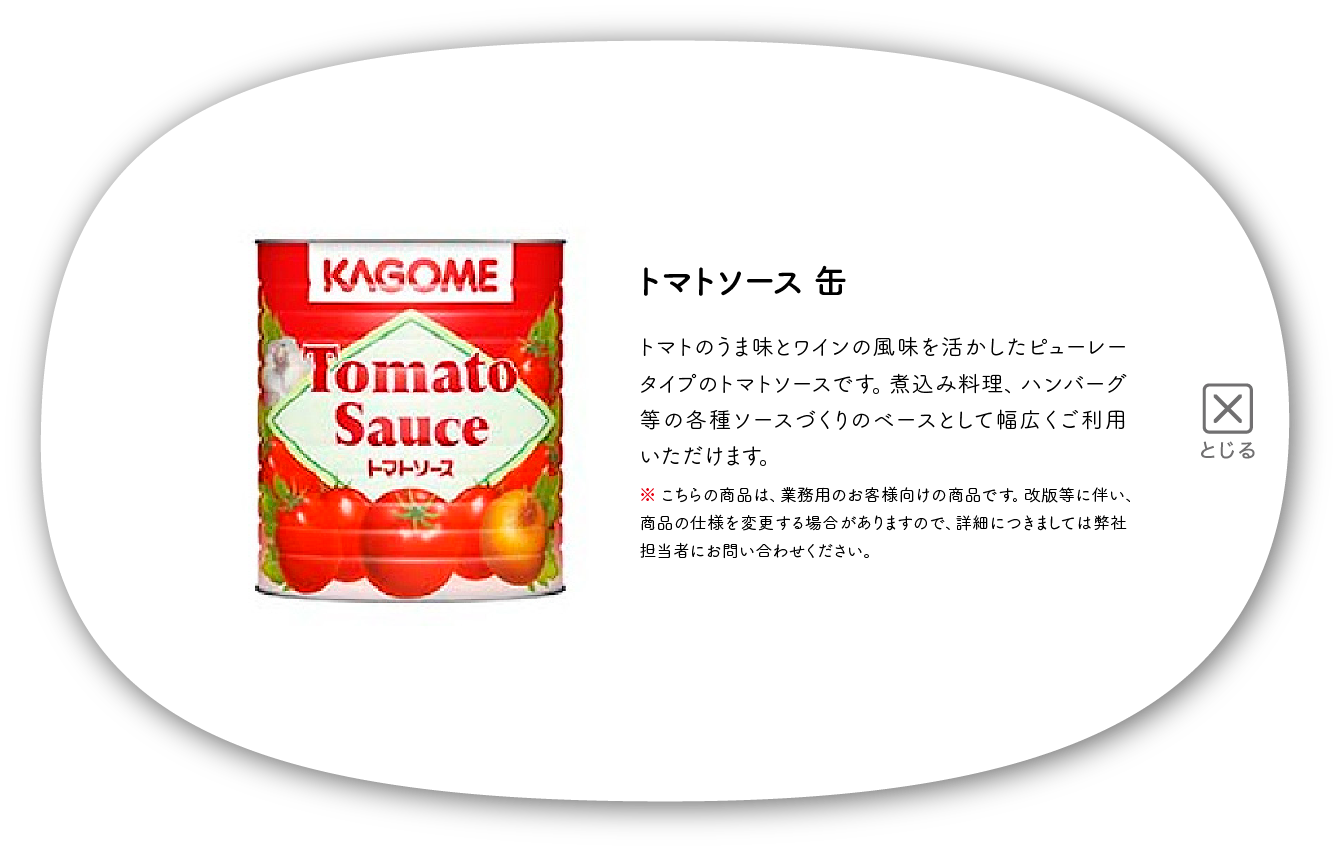 KAGOME
Tomato
Sauce
トマトソース
トマトソース 缶
トマトのうま味とワインの風味を活かしたピューレー
タイプのトマトソースです。煮込み料理、ハンバーグ
等の各種ソースづくりのベースとして幅広くご利用
いただけます。
※ こちらの商品は、業務用のお客様向けの商品です。改版等に伴い、
商品の仕様を変更する場合がありますので、詳細につきましては弊社
担当者にお問い合わせください。
とじる